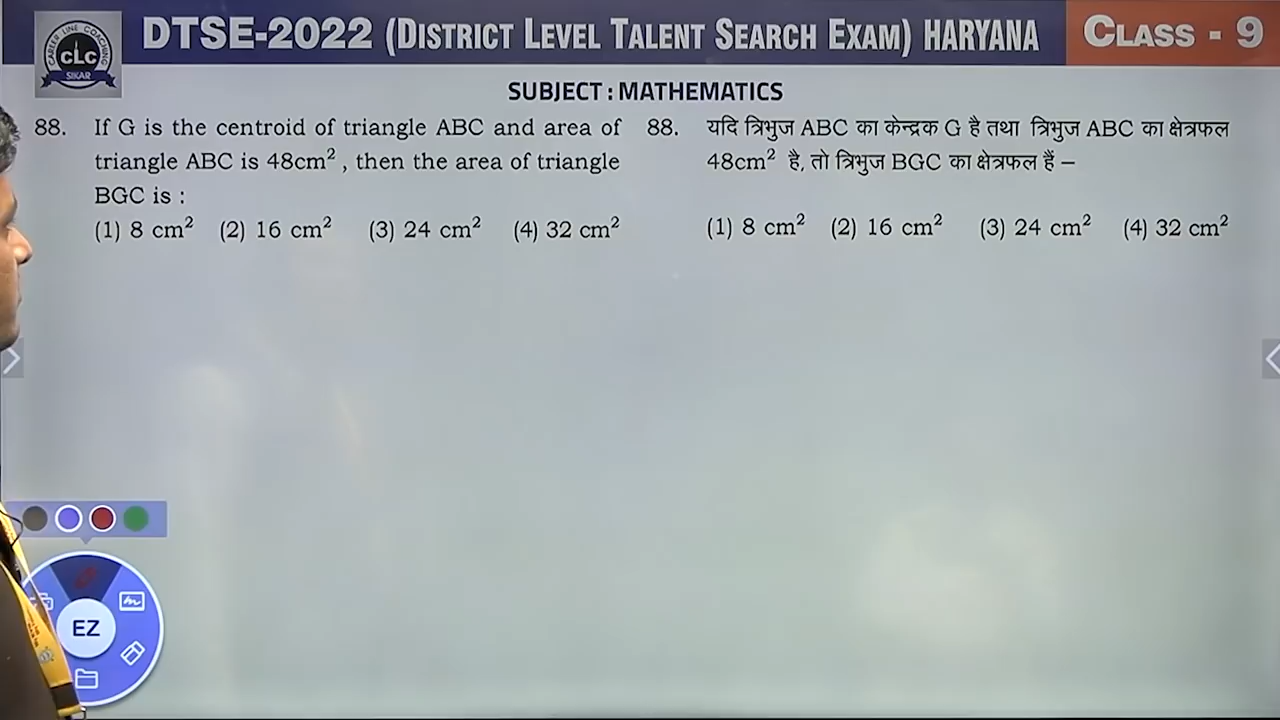 CAREER LINE COACHING
CLC
SIKAR
DTSE-2022 (DISTRICT LEVEL TALENT SEARCH EXAM) HARYANA
CLASS - 9
SUBJECT : MATHEMATICS
88. If G is the centroid of triangle ABC and area of
triangle ABC is 48cm² , then the area of triangle
BGC is :
(1) 8 cm² (2) 16 cm² (3) 24 cm² (4) 32 cm²
88. यदि त्रिभुज ABC का केन्द्रक G है तथा त्रिभुज ABC का क्षेत्रफल
48cm² है, तो त्रिभुज BGC का क्षेत्रफल हैं –
(1) 8 cm² (2) 16 cm² (3) 24 cm² (4) 32 cm²
EZ